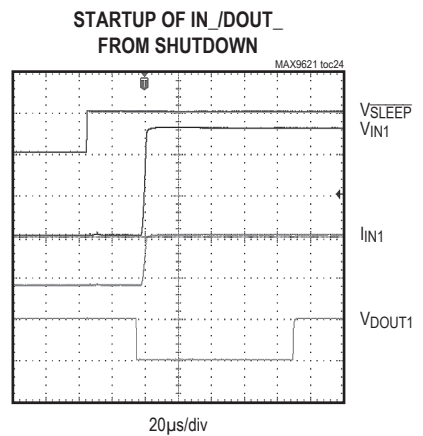 STARTUP OF IN_/DOUT_
FROM SHUTDOWN
MAX9621 toc24
T
VSLEEP
VIN1
IIN1
VDOUT1
20µs/div